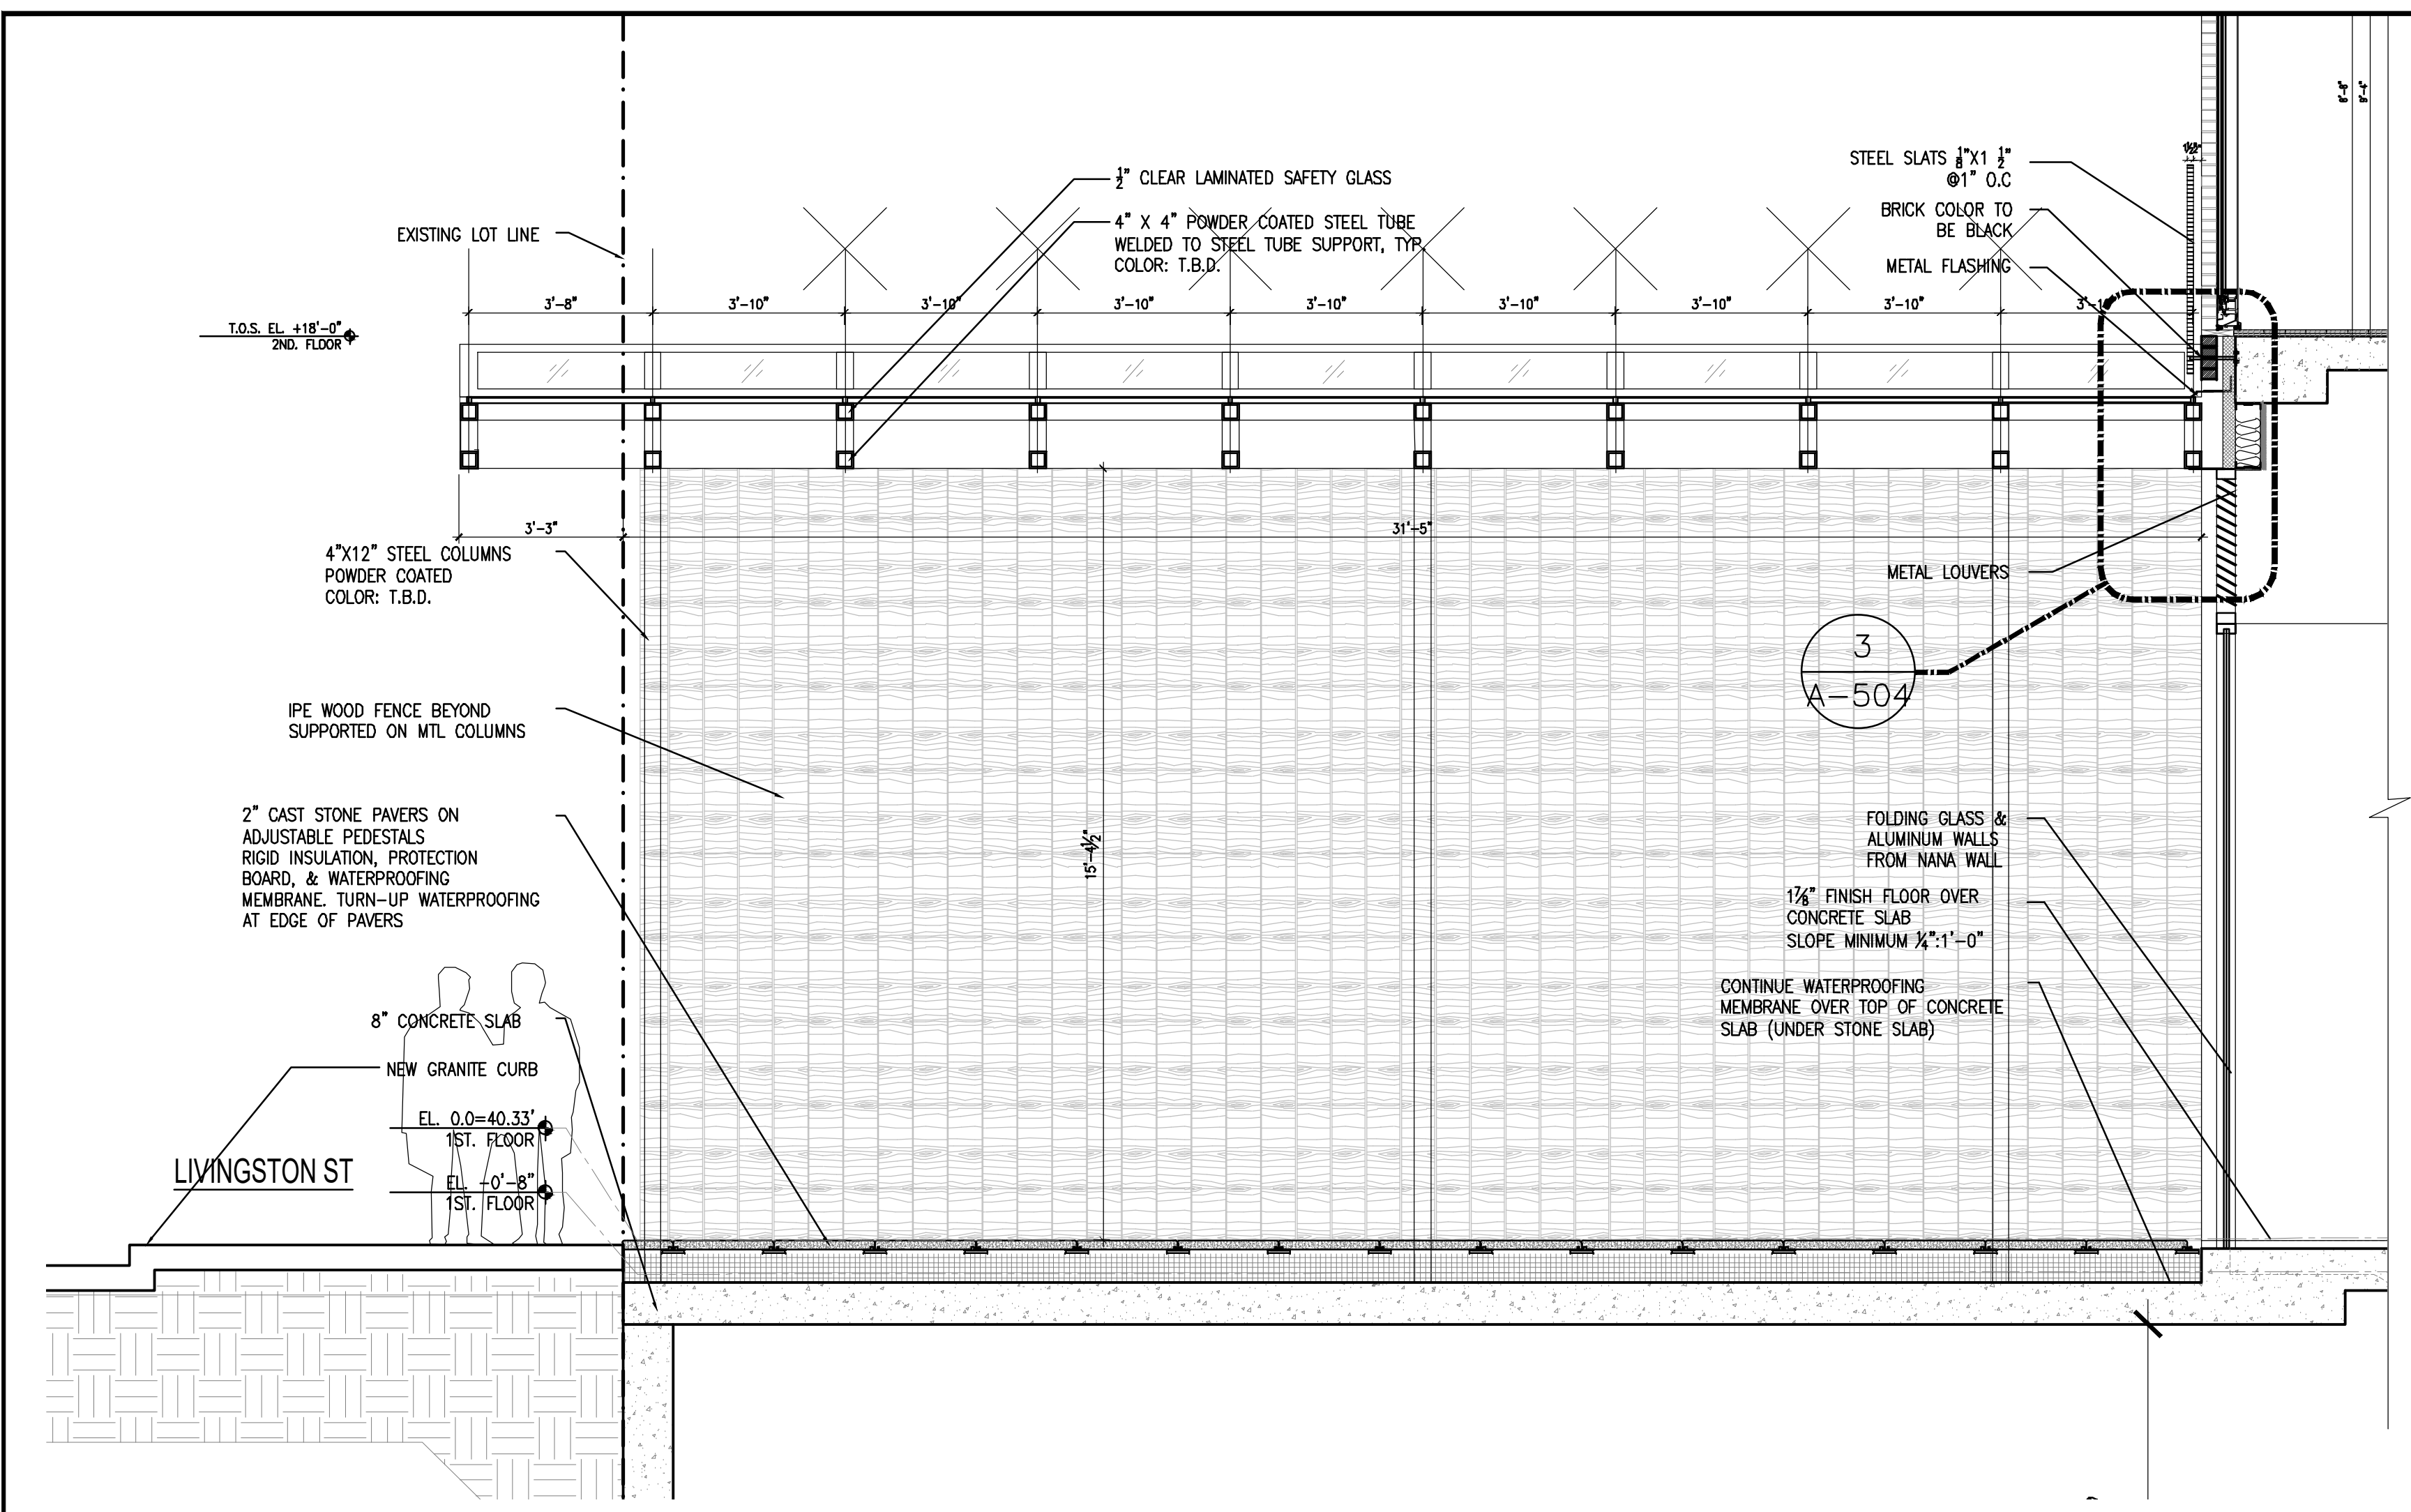 8'-8"
9'-4"
STEEL SLATS 1/8"X1 1/2"
@1" O.C
1½"
½" CLEAR LAMINATED SAFETY GLASS
BRICK COLOR TO
BE BLACK
4" X 4" POWDER COATED STEEL TUBE
WELDED TO STEEL TUBE SUPPORT, TYP.
COLOR: T.B.D.
EXISTING LOT LINE
METAL FLASHING
3'-8"
3'-10"
3'-10"
3'-10"
3'-10"
3'-10"
3'-10"
3'-10"
T.O.S. EL. +18'-0"
2ND. FLOOR
3'-3"
31'-5"
4"X12" STEEL COLUMNS
POWDER COATED
COLOR: T.B.D.
METAL LOUVERS
3
A-504
IPE WOOD FENCE BEYOND
SUPPORTED ON MTL COLUMNS
2" CAST STONE PAVERS ON
ADJUSTABLE PEDESTALS
RIGID INSULATION, PROTECTION
BOARD, & WATERPROOFING
MEMBRANE. TURN-UP WATERPROOFING
AT EDGE OF PAVERS
15'-4½"
FOLDING GLASS &
ALUMINUM WALLS
FROM NANA WALL
1⅞" FINISH FLOOR OVER
CONCRETE SLAB
SLOPE MINIMUM ¼":1'-0"
CONTINUE WATERPROOFING
MEMBRANE OVER TOP OF CONCRETE
SLAB (UNDER STONE SLAB)
8" CONCRETE SLAB
NEW GRANITE CURB
EL. 0.0=40.33'
1ST. FLOOR
LIVINGSTON ST
EL. -0'-8"
1ST. FLOOR